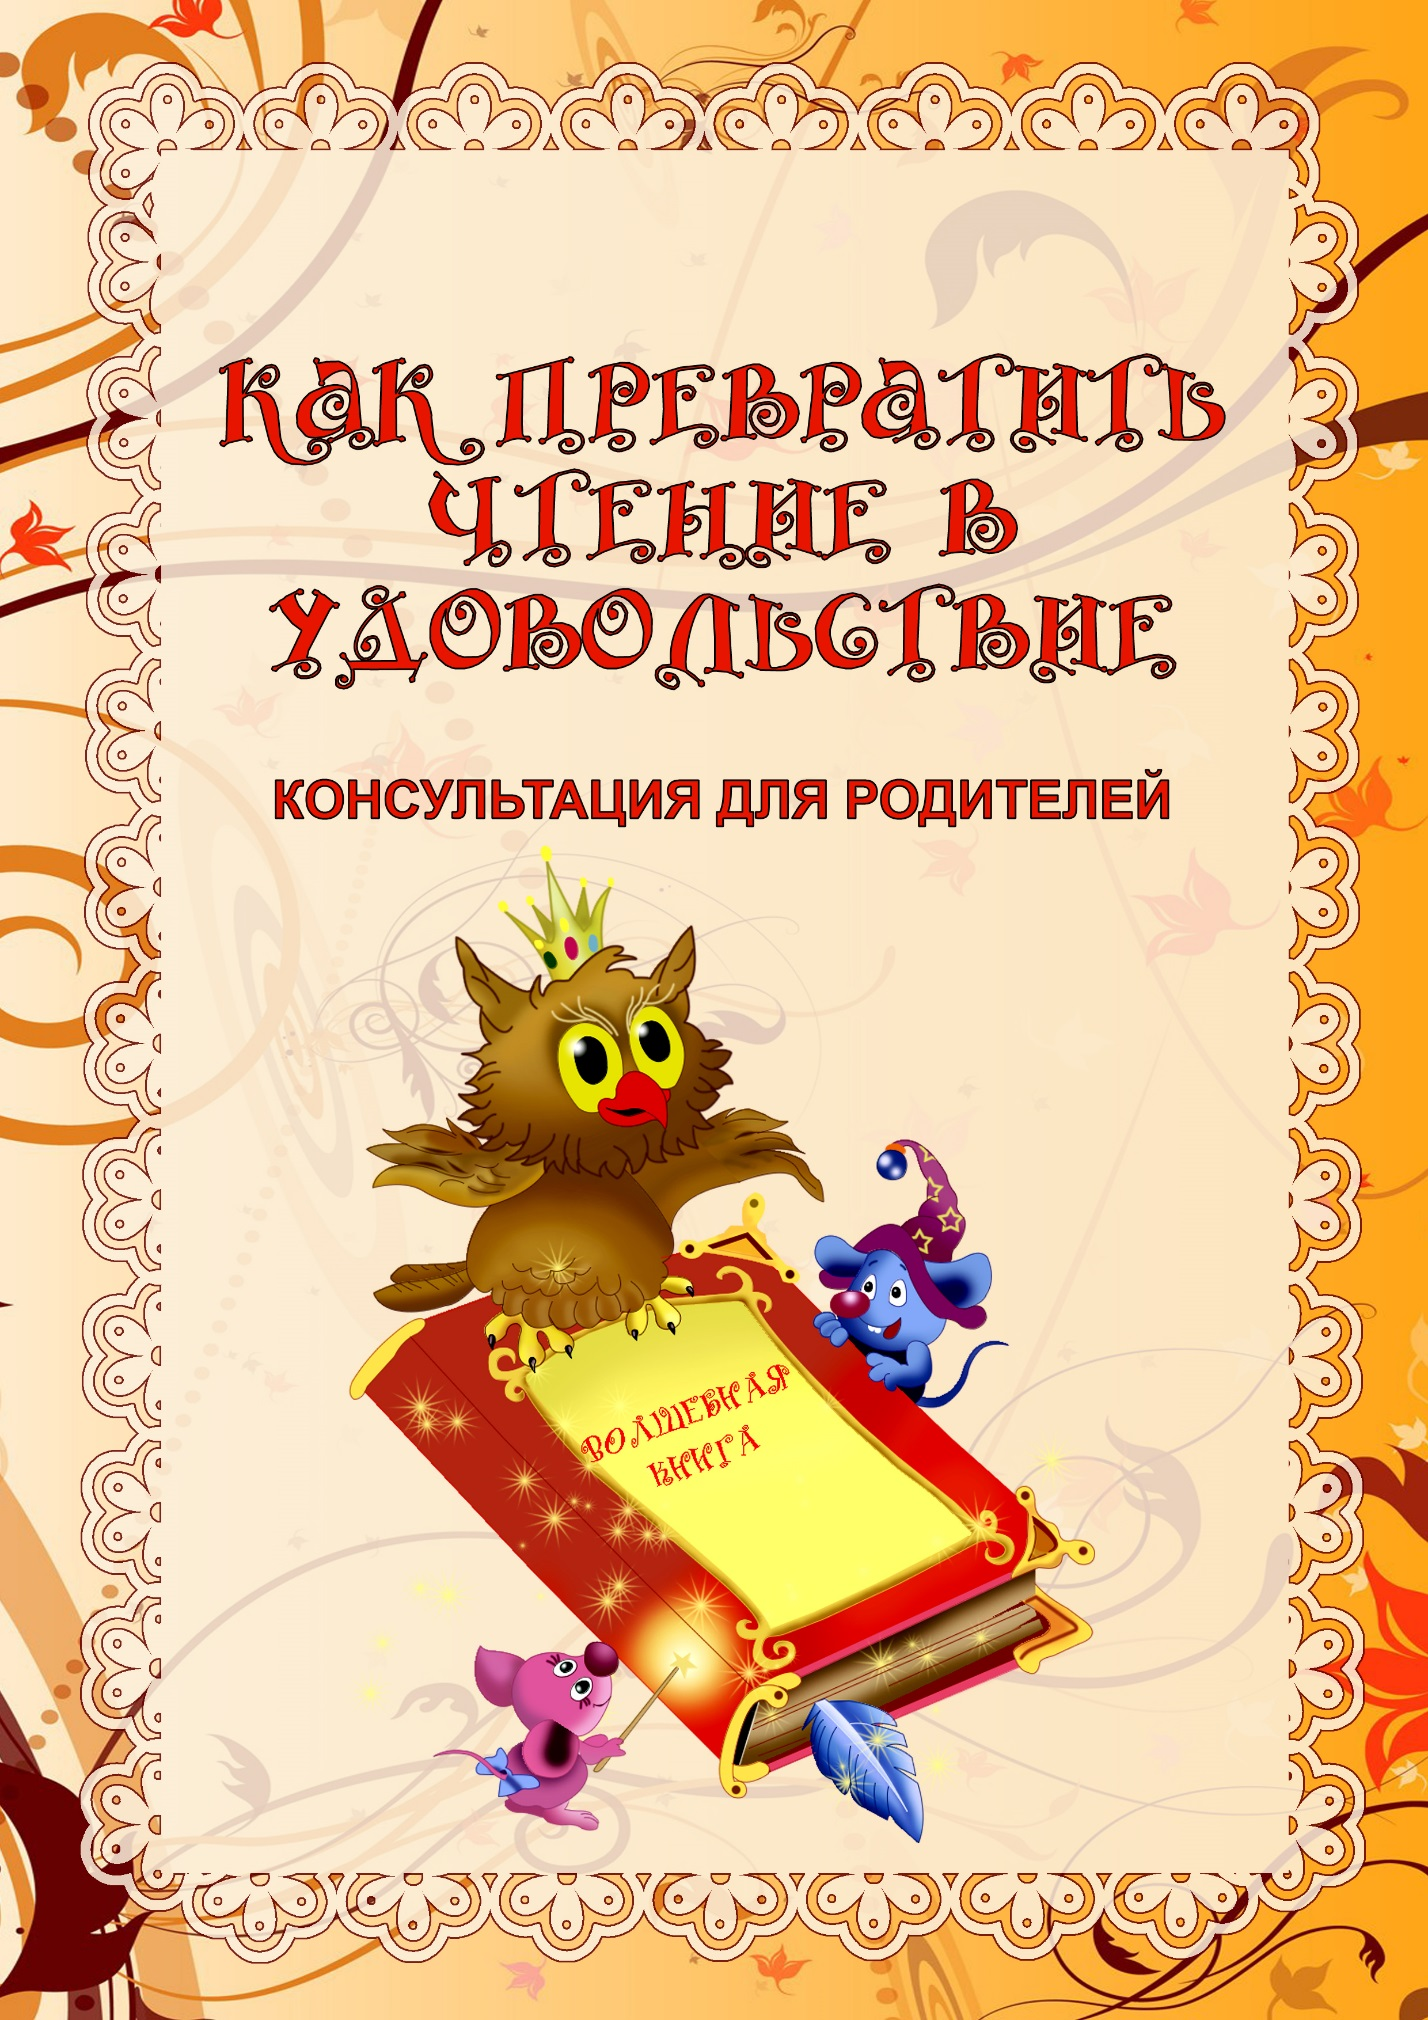 КАК ПРЕВРАТИТЬ
ЧТЕНИЕ В
УДОВОЛЬСТВИЕ
КОНСУЛЬТАЦИЯ ДЛЯ РОДИТЕЛЕЙ
ВОЛШЕБНАЯ
КНИГА